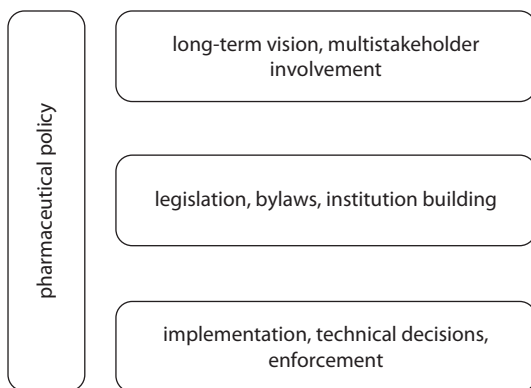 pharmaceutical policy
long-term vision, multistakeholder
involvement
legislation, bylaws, institution building
implementation, technical decisions,
enforcement